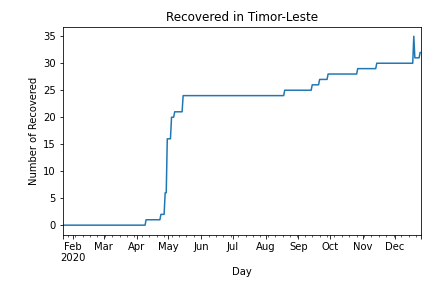 Recovered in Timor-Leste
Number of Recovered
35
30
25
20
15
10
5
0
Feb Mar Apr May Jun Jul Aug Sep Oct Nov Dec
2020
Day